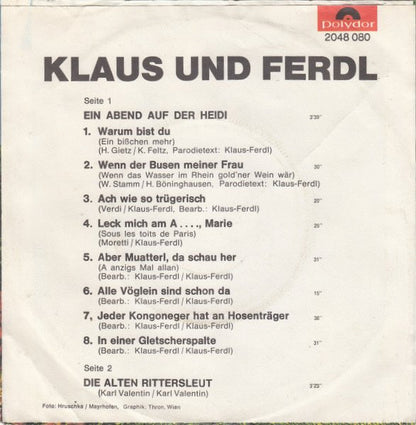 polydor
2048 080
KLAUS UND FERDL
Seite 1
EIN ABEND AUF DER HEIDI 3'39"
1. Warum bist du
(Ein bißchen mehr)
(H. Gietz / K. Feltz, Parodietext: Klaus-Ferdl)
2. Wenn der Busen meiner Frau 30"
(Wenn das Wasser im Rhein gold'ner Wein wär)
(W. Stamm / H. Böninghausen, Parodietext: Klaus-Ferdl)
3. Ach wie so trügerisch 20"
(Verdi / Klaus-Ferdl, Bearb.: Klaus-Ferdl)
4. Leck mich am A . . . ., Marie 29"
(Sous les toits de Paris)
(Moretti / Klaus-Ferdl)
5. Aber Muatterl, da schau her 31"
(A anzigs Mal allan)
(Bearb.: Klaus-Ferdl / Klaus-Ferdl)
6. Alle Vöglein sind schon da 15"
(Bearb.: Klaus-Ferdl / Klaus-Ferdl)
7, Jeder Kongoneger hat an Hosenträger 36"
(Bearb.: Klaus-Ferdl / Klaus-Ferdl)
8. In einer Gletscherspalte 31"
(Bearb.: Klaus-Ferdl / Klaus-Ferdl)
Seite 2
DIE ALTEN RITTERSLEUT 3'23"
(Karl Valentin / Karl Valentin)
Foto: Hruschka / Mayrhofen, Graphik: Thron, Wien